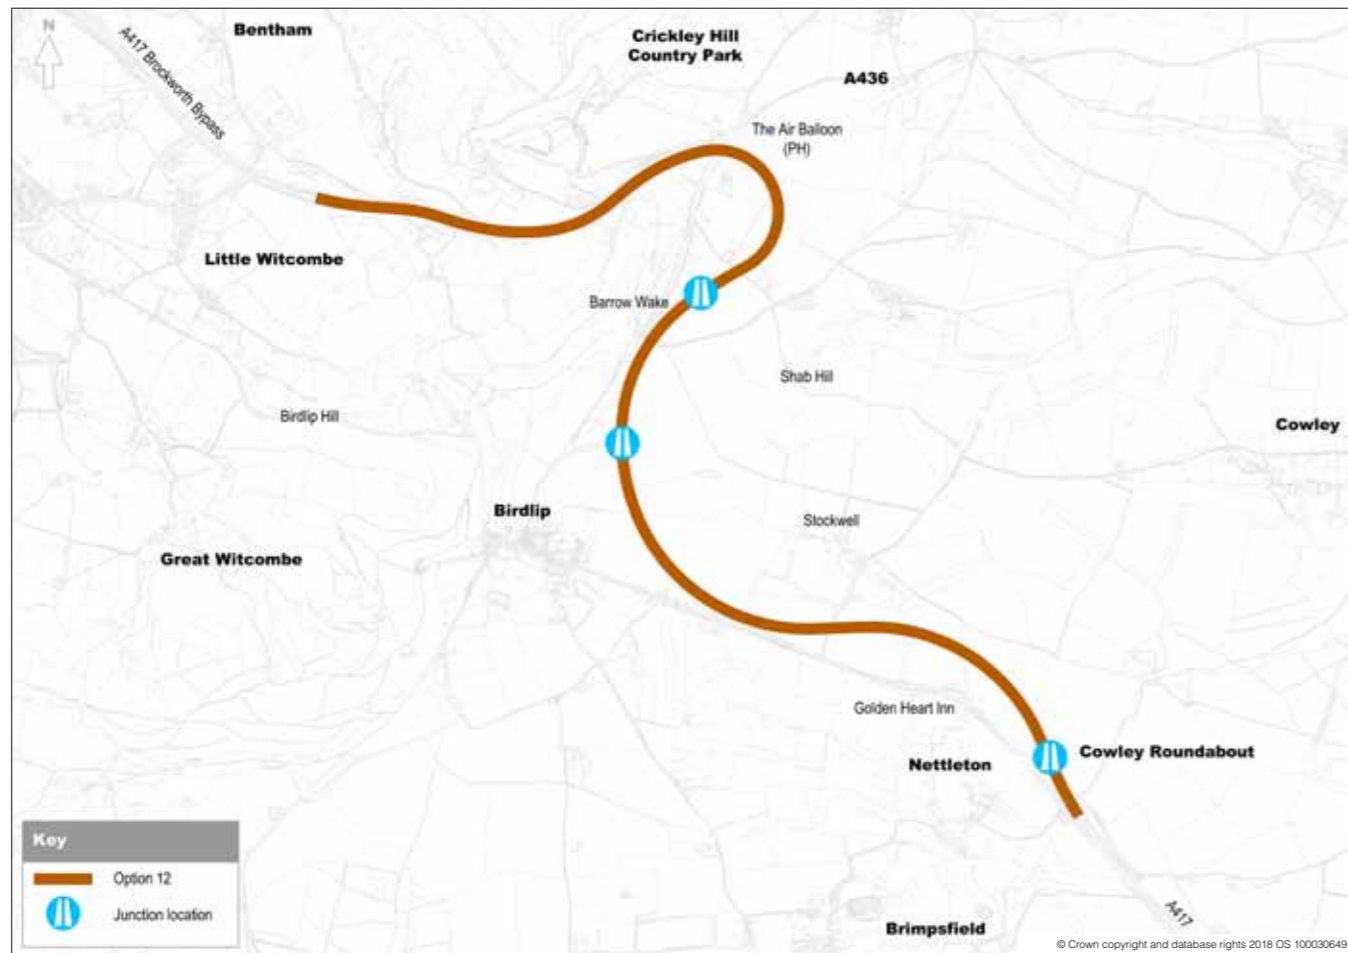 N
Bentham
A417 Brockworth Bypass
Crickley Hill
Country Park
A436
The Air Balloon
(PH)
Little Witcombe
Barrow Wake
Shab Hill
Birdlip Hill
Cowley
Birdlip
Stockwell
Great Witcombe
Golden Heart Inn
Nettleton
Cowley Roundabout
Key
Option 12
Junction location
A417
Brimpsfield
© Crown copyright and database rights 2018 OS 100030649